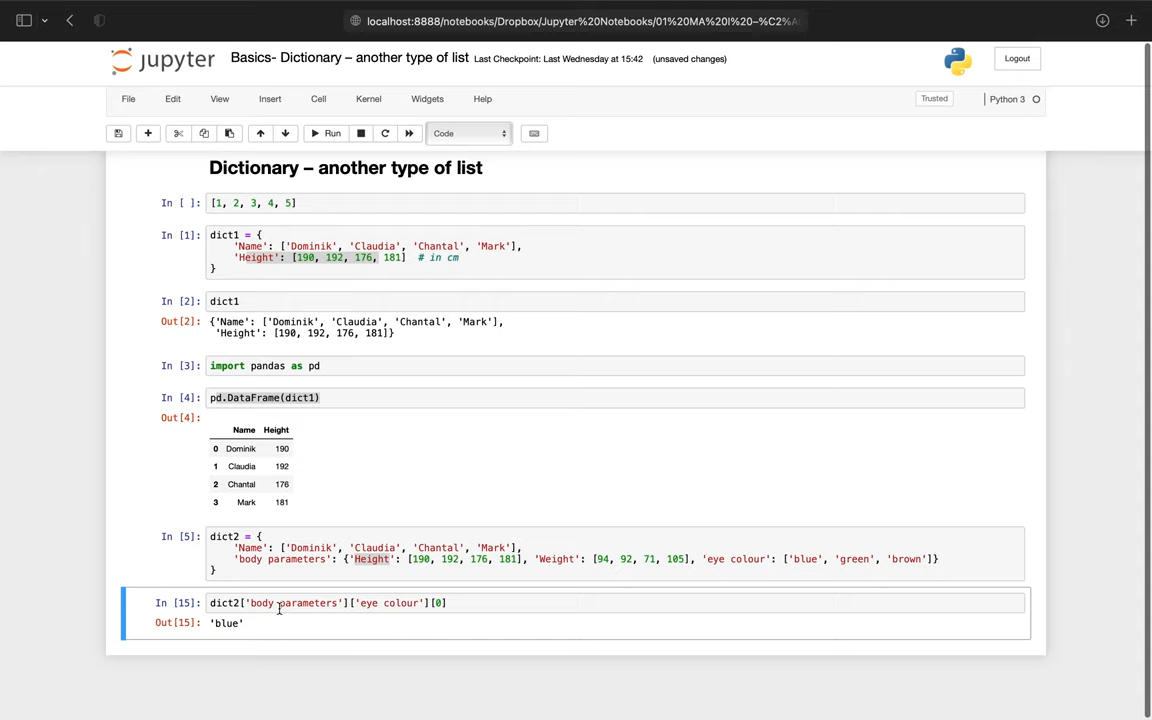 localhost:8888/notebooks/Dropbox/Jupyter%20Notebooks/01%20MA%20I%20–%C2%A
jupyter Basics- Dictionary – another type of list Last Checkpoint: Last Wednesday at 15:42 (unsaved changes) Logout
File Edit View Insert Cell Kernel Widgets Help Trusted Python 3
Run Code
Dictionary – another type of list
In [ ]: [1, 2, 3, 4, 5]
In [1]: dict1 = {
'Name': ['Dominik', 'Claudia', 'Chantal', 'Mark'],
'Height': [190, 192, 176, 181] # in cm
}
In [2]: dict1
Out[2]: {'Name': ['Dominik', 'Claudia', 'Chantal', 'Mark'],
'Height': [190, 192, 176, 181]}
In [3]: import pandas as pd
In [4]: pd.DataFrame(dict1)
Out[4]:
Name Height
0 Dominik 190
1 Claudia 192
2 Chantal 176
3 Mark 181
In [5]: dict2 = {
'Name': ['Dominik', 'Claudia', 'Chantal', 'Mark'],
'body parameters': {'Height': [190, 192, 176, 181], 'Weight': [94, 92, 71, 105], 'eye colour': ['blue', 'green', 'brown']}
}
In [15]: dict2['body parameters']['eye colour'][0]
Out[15]: 'blue'